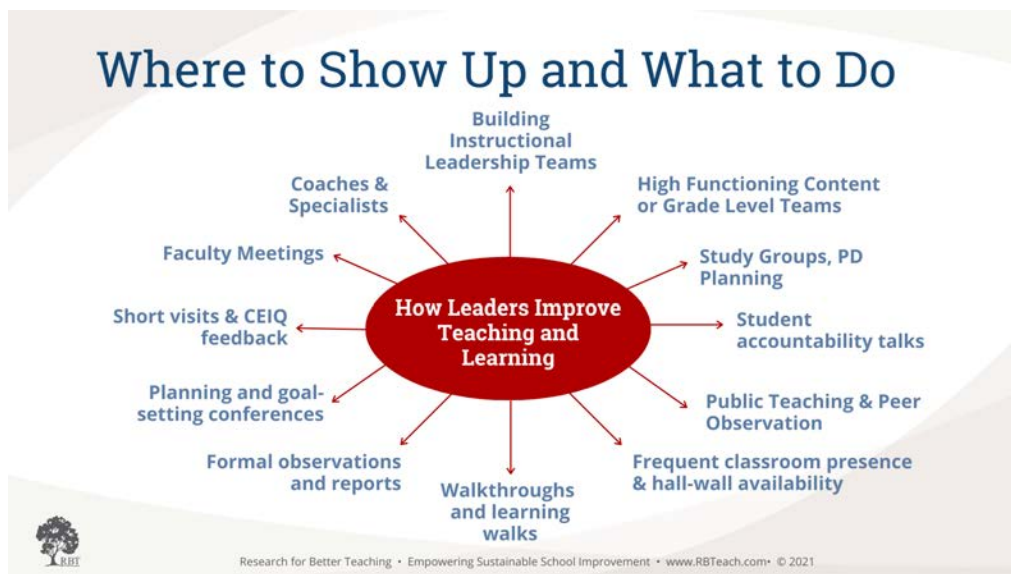 Where to Show Up and What to Do
Building
Instructional
Leadership Teams
High Functioning Content
or Grade Level Teams
Study Groups, PD
Planning
Student
accountability talks
Public Teaching & Peer
Observation
Frequent classroom presence
& hall-wall availability
Walkthroughs
and learning
walks
Formal observations
and reports
Planning and goal-
setting conferences
Short visits & CEIQ
feedback
Faculty Meetings
Coaches &
Specialists
How Leaders Improve
Teaching and
Learning
RBT
Research for Better Teaching • Empowering Sustainable School Improvement • www.RBTeach.com• © 2021